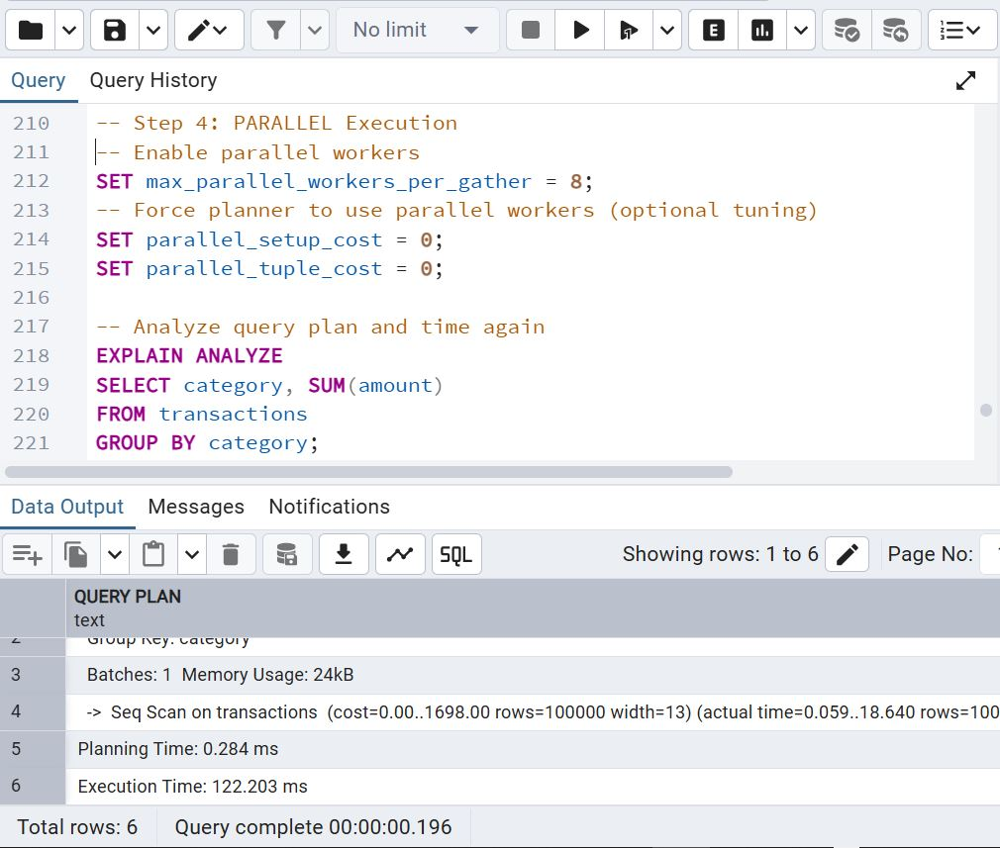 No limit
E
Query Query History
210 -- Step 4: PARALLEL Execution
211 -- Enable parallel workers
212 SET max_parallel_workers_per_gather = 8;
213 -- Force planner to use parallel workers (optional tuning)
214 SET parallel_setup_cost = 0;
215 SET parallel_tuple_cost = 0;
216
217 -- Analyze query plan and time again
218 EXPLAIN ANALYZE
219 SELECT category, SUM(amount)
220 FROM transactions
221 GROUP BY category;
Data Output Messages Notifications
SQL Showing rows: 1 to 6 Page No:
QUERY PLAN
text
2 Group Key: category
3 Batches: 1 Memory Usage: 24kB
4 -> Seq Scan on transactions (cost=0.00..1698.00 rows=100000 width=13) (actual time=0.059..18.640 rows=100
5 Planning Time: 0.284 ms
6 Execution Time: 122.203 ms
Total rows: 6 Query complete 00:00:00.196